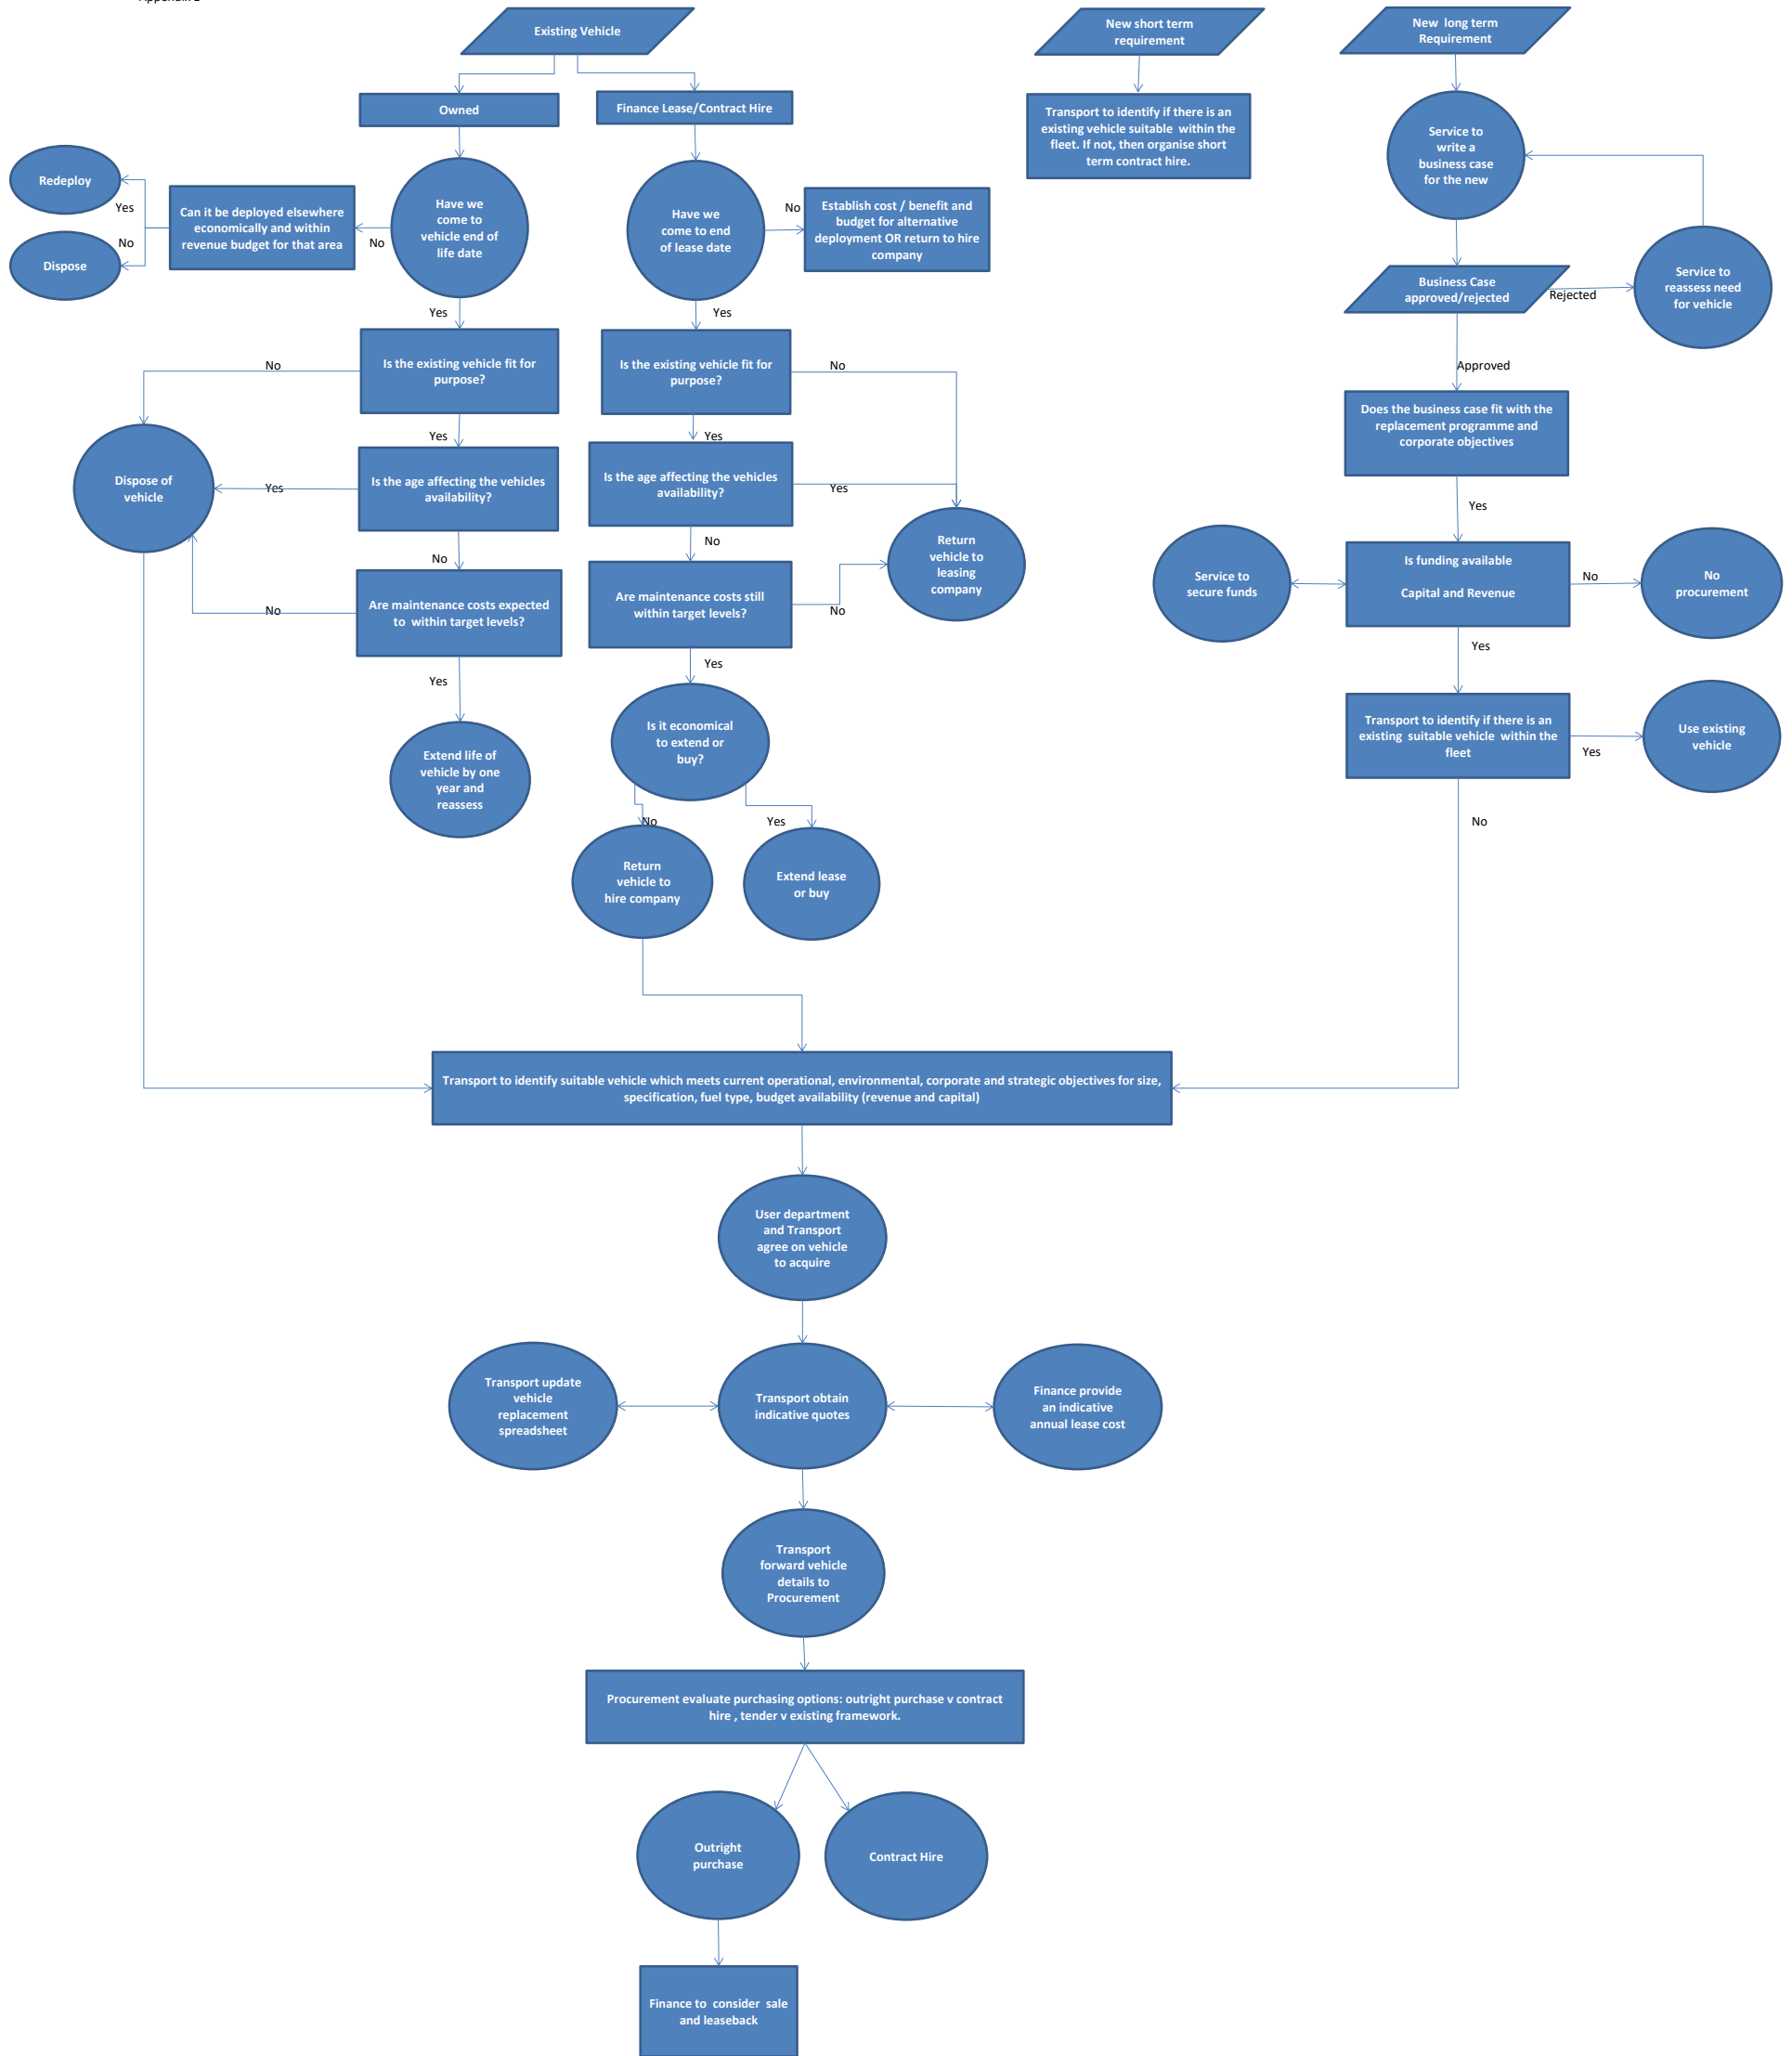 Existing Vehicle
New short term
requirement
New  long term
Requirement
Owned
Finance Lease/Contract Hire
Transport to identify if there is an
existing vehicle suitable  within the
fleet. If not, then organise short
term contract hire.
Service to
write a
business case
for the new
Redeploy
Yes
No
Dispose
Can it be deployed elsewhere
economically and within
revenue budget for that area
No
Have we
come to
vehicle end of
life date
Have we
come to end
of lease date
No
Establish cost / benefit and
budget for alternative
deployment OR return to hire
company
Business Case
approved/rejected
Rejected
Service to
reassess need
for vehicle
Yes
Yes
No
Is the existing vehicle fit for
purpose?
Is the existing vehicle fit for
purpose?
No
Approved
Does the business case fit with the
replacement programme and
corporate objectives
Yes
Yes
Dispose of
vehicle
Yes
Is the age affecting the vehicles
availability?
Is the age affecting the vehicles
availability?
Yes
Yes
No
No
Return
vehicle to
leasing
company
Is funding available
Capital and Revenue
Service to
secure funds
No
No
procurement
No
Are maintenance costs expected
to  within target levels?
Are maintenance costs still
within target levels?
No
Yes
Yes
Yes
Extend life of
vehicle by one
year and
reassess
Is it economical
to extend or
buy?
Transport to identify if there is an
existing  suitable vehicle  within the
fleet
Yes
Use existing
vehicle
No
Yes
No
Return
vehicle to
hire company
Extend lease
or buy
Transport to identify suitable vehicle which meets current operational, environmental, corporate and strategic objectives for size,
specification, fuel type, budget availability (revenue and capital)
User department
and Transport
agree on vehicle
to acquire
Transport update
vehicle
replacement
spreadsheet
Transport obtain
indicative quotes
Finance provide
an indicative
annual lease cost
Transport
forward vehicle
details to
Procurement
Procurement evaluate purchasing options: outright purchase v contract
hire , tender v existing framework.
Outright
purchase
Contract Hire
Finance to  consider  sale
and leaseback